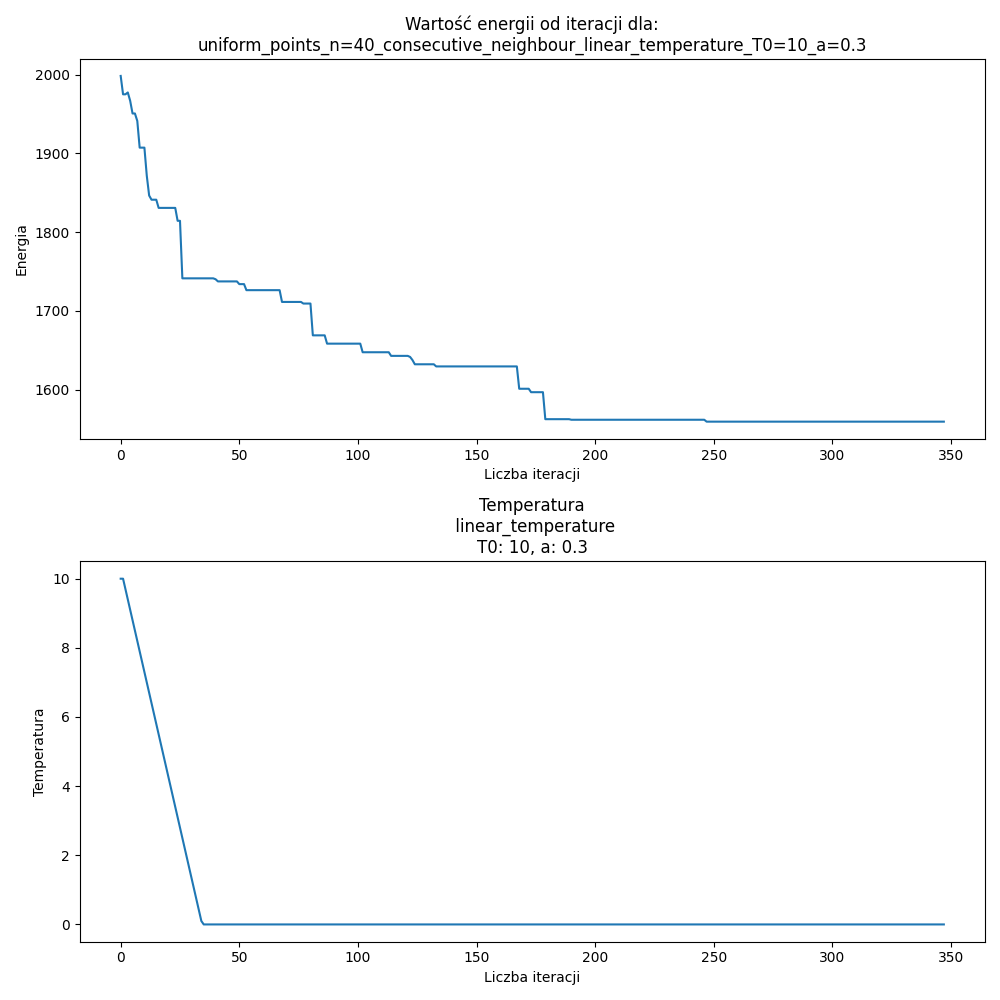 Wartość energii od iteracji dla:
uniform_points_n=40_consecutive_neighbour_linear_temperature_T0=10_a=0.3
2000
1900
1800
1700
1600
Energia
0 50 100 150 200 250 300 350
Liczba iteracji
Temperatura
linear_temperature
T0: 10, a: 0.3
10
8
6
4
2
0
Temperatura
0 50 100 150 200 250 300 350
Liczba iteracji